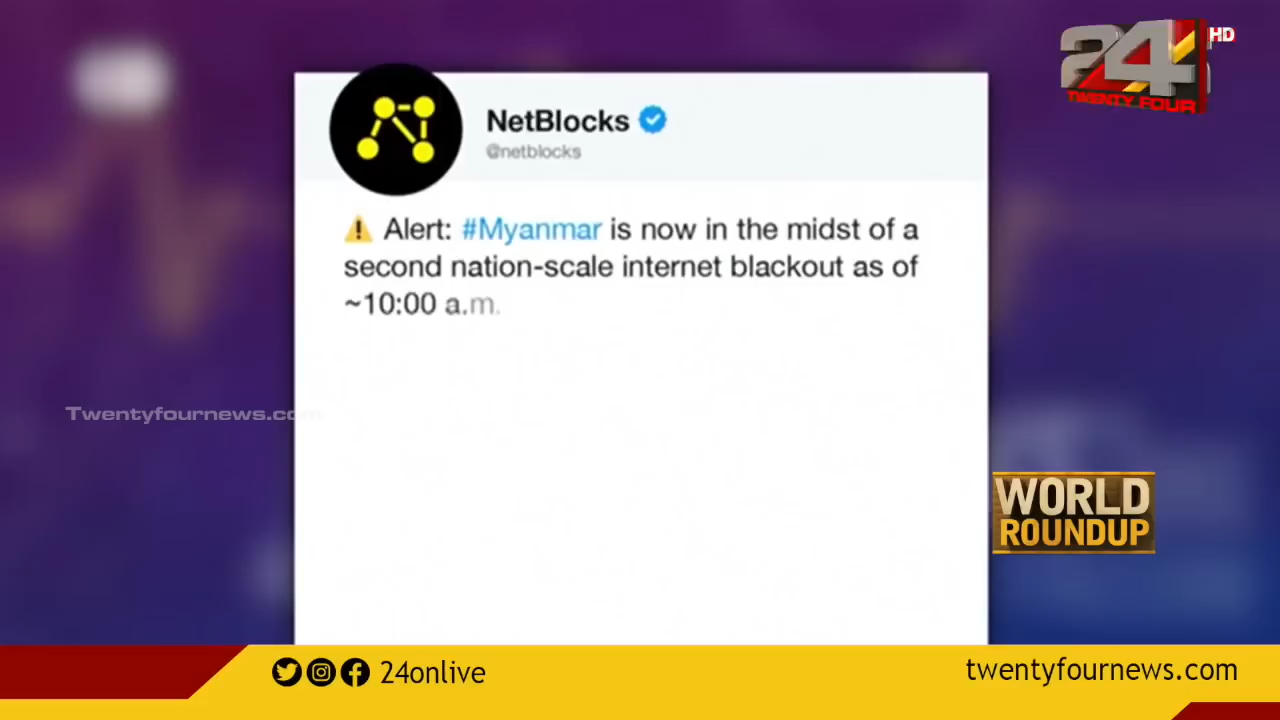 24
HD
TWENTY FOUR
NetBlocks
@netblocks
⚠ Alert: #Myanmar is now in the midst of a
second nation-scale internet blackout as of
~10:00 a.m.
Twentyfournews.com
WORLD
ROUNDUP
24onlive
twentyfournews.com